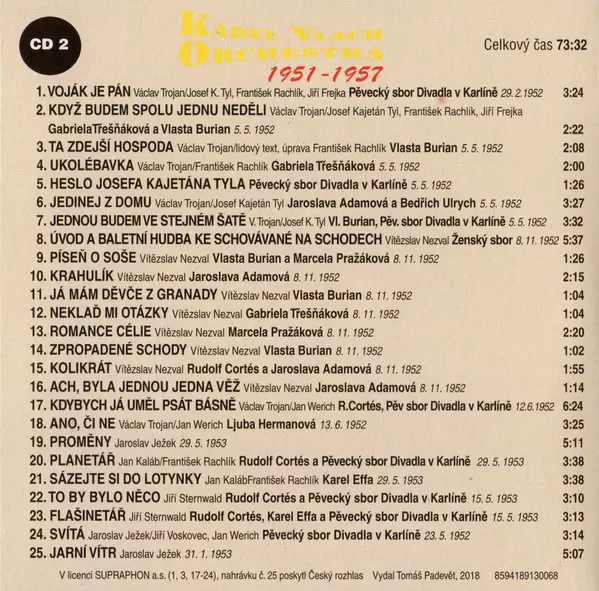 CD 2
KAREL VLACH
ORCHESTRA
1951-1957
Celkový čas 73:32
1. VOJÁK JE PÁN Václav Trojan/Josef K. Tyl, František Rachlík, Jiří Frejka Pěvecký sbor Divadla v Karlíně 29. 2. 1952 3:24
2. KDYŽ BUDEM SPOLU JEDNU NEDĚLI Václav Trojan/Josef Kajetán Tyl, František Rachlík, Jiří Frejka
GabrielaTřešňáková a Vlasta Burian 5. 5. 1952 2:22
3. TA ZDEJŠÍ HOSPODA Václav Trojan/lidový text, úprava František Rachlík Vlasta Burian 5. 5. 1952 2:08
4. UKOLÉBAVKA Václav Trojan/František Rachlík Gabriela Třešňáková 5. 5. 1952 2:00
5. HESLO JOSEFA KAJETÁNA TYLA Pěvecký sbor Divadla v Karlíně 5. 5. 1952 1:26
6. JEDINEJ Z DOMU Václav Trojan/Josef Kajetán Tyl Jaroslava Adamová a Bedřich Ulrych 5. 5. 1952 3:27
7. JEDNOU BUDEM VE STEJNÉM ŠATĚ V. Trojan/Josef K. Tyl Vl. Burian, Pěv. sbor Divadla v Karlíně 5. 5. 1952 3:32
8. ÚVOD A BALETNÍ HUDBA KE SCHOVÁVANÉ NA SCHODECH Vítězslav Nezval Ženský sbor 8. 11. 1952 5:37
9. PÍSEŇ O SOŠE Vítězslav Nezval Vlasta Burian a Marcela Pražáková 8. 11. 1952 1:26
10. KRAHULÍK Vítězslav Nezval Jaroslava Adamová 8. 11. 1952 2:15
11. JÁ MÁM DĚVČE Z GRANADY Vítězslav Nezval Vlasta Burian 8. 11. 1952 1:04
12. NEKLAĎ MI OTÁZKY Vítězslav Nezval Gabriela Třešňáková 8. 11. 1952 1:04
13. ROMANCE CÉLIE Vítězslav Nezval Marcela Pražáková 8. 11. 1952 2:20
14. ZPROPADENÉ SCHODY Vítězslav Nezval Vlasta Burian 8. 11. 1952 1:02
15. KOLIKRÁT Vítězslav Nezval Rudolf Cortés a Jaroslava Adamová 8. 11. 1952 1:55
16. ACH, BYLA JEDNOU JEDNA VĚŽ Vítězslav Nezval Jaroslava Adamová 8. 11. 1952 1:14
17. KDYBYCH JÁ UMĚL PSÁT BÁSNĚ Václav Trojan/Jan Werich R.Cortés, Pěv sbor Divadla v Karlíně 12.6.1952 6:24
18. ANO, ČI NE Václav Trojan/Jan Werich Ljuba Hermanová 13. 6. 1952 3:25
19. PROMĚNY Jaroslav Ježek 29. 5. 1953 5:11
20. PLANETÁŘ Jan Kaláb/František Rachlík Rudolf Cortés a Pěvecký sbor Divadla v Karlíně 29. 5. 1953 3:38
21. SÁZEJTE SI DO LOTYNKY Jan KalábFrantišek Rachlík Karel Effa 29. 5. 1953 3:38
22. TO BY BYLO NĚCO Jiří Sternwald Rudolf Cortés a Pěvecký sbor Divadla v Karlíně 15. 5. 1953 3:10
23. FLAŠINETÁŘ Jiří Sternwald Rudolf Cortés, Karel Effa a Pěvecký sbor Divadla v Karlíně 15. 5. 1953 3:13
24. SVÍTÁ Jaroslav Ježek/Jiří Voskovec, Jan Werich Pěvecký sbor Divadla v Karlíně 23. 5. 1952 3:14
25. JARNÍ VÍTR Jaroslav Ježek 31. 1. 1953 5:07
V licenci SUPRAPHON a.s. (1, 3, 17-24), nahrávku č. 25 poskytl Český rozhlas Vydal Tomáš Padevět, 2018 8594189130068